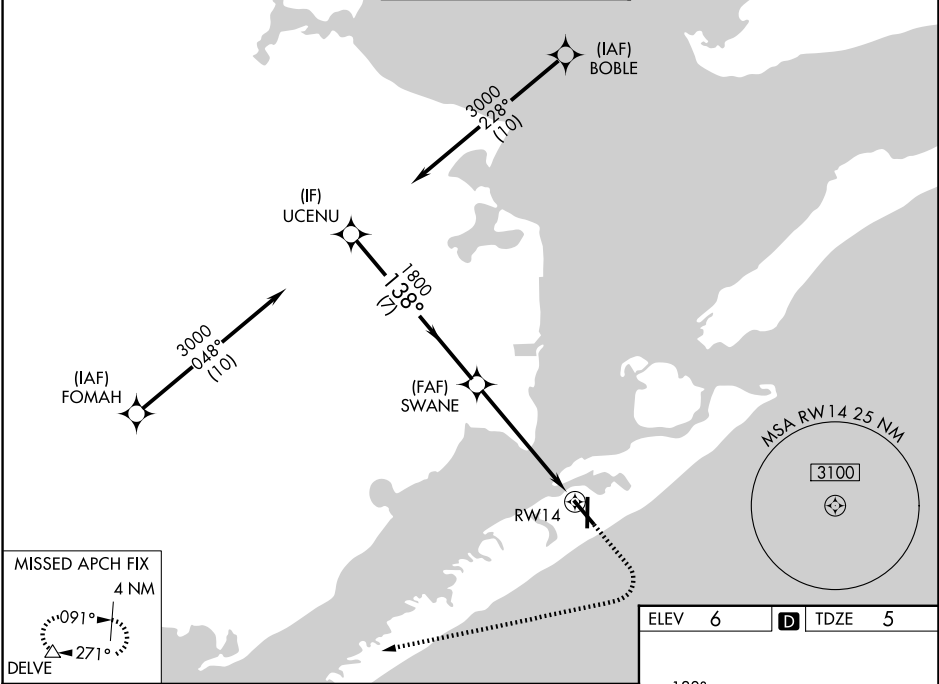 (IAF)
BOBLE
3000
228°
(10)
(IF)
UCENU
1800
138°
(7)
3000
048°
(10)
(IAF)
FOMAH
(FAF)
SWANE
MSA RW14 25 NM
3100
RW14
MISSED APCH FIX
4 NM
091°
271°
DELVE
ELEV 6 D TDZE 5